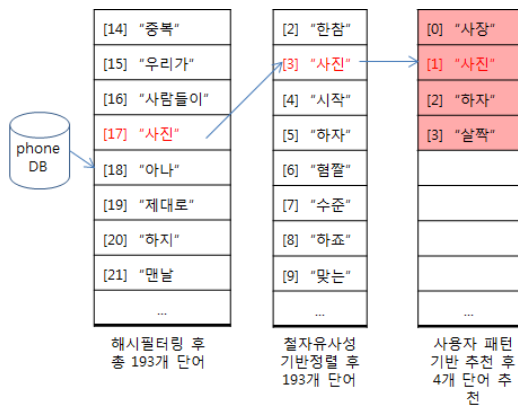 phone
DB
[14] "중복"
[15] "우리가"
[16] "사람들이"
[17] "사진"
[18] "아나"
[19] "제대로"
[20] "하지"
[21] "맨날"
...
해시필터링 후
총 193개 단어
[2] "한참"
[3] "사진"
[4] "시작"
[5] "하자"
[6] "혐짤"
[7] "수준"
[8] "하죠"
[9] "맞는"
...
철자유사성
기반정렬 후
193개 단어
[0] "사장"
[1] "사진"
[2] "하자"
[3] "살짝"
...
사용자 패턴
기반 추천 후
4개 단어 추
천